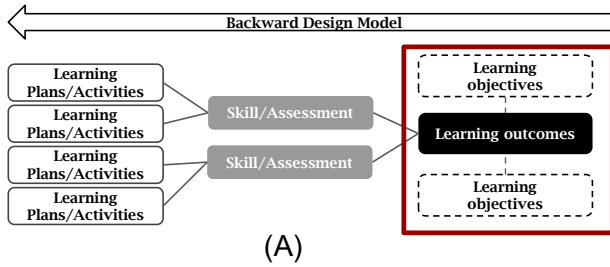 Backward Design Model
Learning
Plans/Activities
Learning
Plans/Activities
Learning
Plans/Activities
Learning
Plans/Activities
Skill/Assessment
Skill/Assessment
Learning
objectives
Learning outcomes
Learning
objectives
(A)